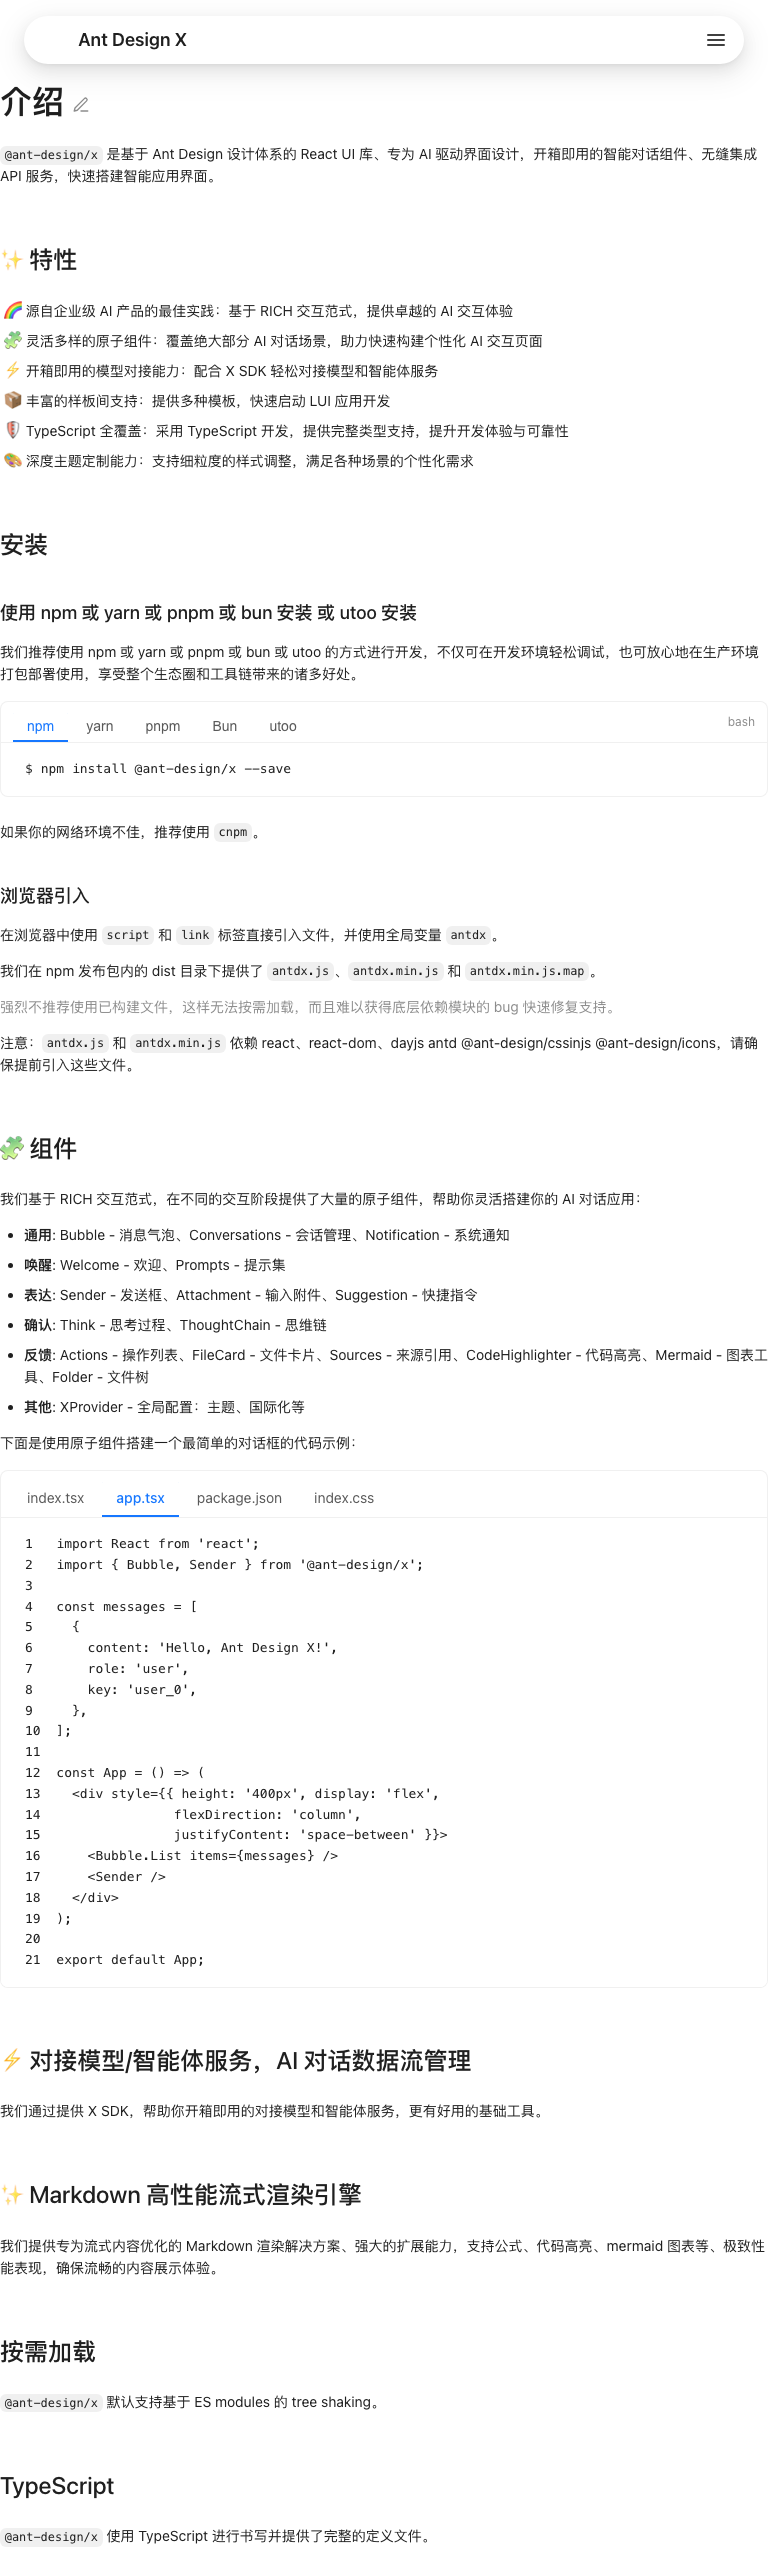 Ant Design X
介绍
@ant-design/x 是基于 Ant Design 设计体系的 React UI 库、专为 AI 驱动界面设计，开箱即用的智能对话组件、无缝集成
API 服务，快速搭建智能应用界面。
✨ 特性
🌈 源自企业级 AI 产品的最佳实践：基于 RICH 交互范式，提供卓越的 AI 交互体验
🧩 灵活多样的原子组件：覆盖绝大部分 AI 对话场景，助力快速构建个性化 AI 交互页面
⚡ 开箱即用的模型对接能力：配合 X SDK 轻松对接模型和智能体服务
📦 丰富的样板间支持：提供多种模板，快速启动 LUI 应用开发
🛡 TypeScript 全覆盖：采用 TypeScript 开发，提供完整类型支持，提升开发体验与可靠性
🎨 深度主题定制能力：支持细粒度的样式调整，满足各种场景的个性化需求
安装
使用 npm 或 yarn 或 pnpm 或 bun 安装 或 utoo 安装
我们推荐使用 npm 或 yarn 或 pnpm 或 bun 或 utoo 的方式进行开发，不仅可在开发环境轻松调试，也可放心地在生产环境
打包部署使用，享受整个生态圈和工具链带来的诸多好处。
npm yarn pnpm Bun utoo bash
$ npm install @ant-design/x --save
如果你的网络环境不佳，推荐使用 cnpm。
浏览器引入
在浏览器中使用 script 和 link 标签直接引入文件，并使用全局变量 antdx。
我们在 npm 发布包内的 dist 目录下提供了 antdx.js、antdx.min.js 和 antdx.min.js.map。
强烈不推荐使用已构建文件，这样无法按需加载，而且难以获得底层依赖模块的 bug 快速修复支持。
注意：antdx.js 和 antdx.min.js 依赖 react、react-dom、dayjs antd @ant-design/cssinjs @ant-design/icons，请确
保提前引入这些文件。
🧩 组件
我们基于 RICH 交互范式，在不同的交互阶段提供了大量的原子组件，帮助你灵活搭建你的 AI 对话应用：
• 通用: Bubble - 消息气泡、Conversations - 会话管理、Notification - 系统通知
• 唤醒: Welcome - 欢迎、Prompts - 提示集
• 表达: Sender - 发送框、Attachment - 输入附件、Suggestion - 快捷指令
• 确认: Think - 思考过程、ThoughtChain - 思维链
• 反馈: Actions - 操作列表、FileCard - 文件卡片、Sources - 来源引用、CodeHighlighter - 代码高亮、Mermaid - 图表工
具、Folder - 文件树
• 其他: XProvider - 全局配置：主题、国际化等
下面是使用原子组件搭建一个最简单的对话框的代码示例：
index.tsx app.tsx package.json index.css
1 import React from 'react';
2 import { Bubble, Sender } from '@ant-design/x';
3
4 const messages = [
5   {
6     content: 'Hello, Ant Design X!',
7     role: 'user',
8     key: 'user_0',
9   },
10 ];
11
12 const App = () => (
13   <div style={{ height: '400px', display: 'flex',
14                flexDirection: 'column',
15                justifyContent: 'space-between' }}>
16     <Bubble.List items={messages} />
17     <Sender />
18   </div>
19 );
20
21 export default App;
⚡ 对接模型/智能体服务，AI 对话数据流管理
我们通过提供 X SDK，帮助你开箱即用的对接模型和智能体服务，更有好用的基础工具。
✨ Markdown 高性能流式渲染引擎
我们提供专为流式内容优化的 Markdown 渲染解决方案、强大的扩展能力，支持公式、代码高亮、mermaid 图表等、极致性
能表现，确保流畅的内容展示体验。
按需加载
@ant-design/x 默认支持基于 ES modules 的 tree shaking。
TypeScript
@ant-design/x 使用 TypeScript 进行书写并提供了完整的定义文件。